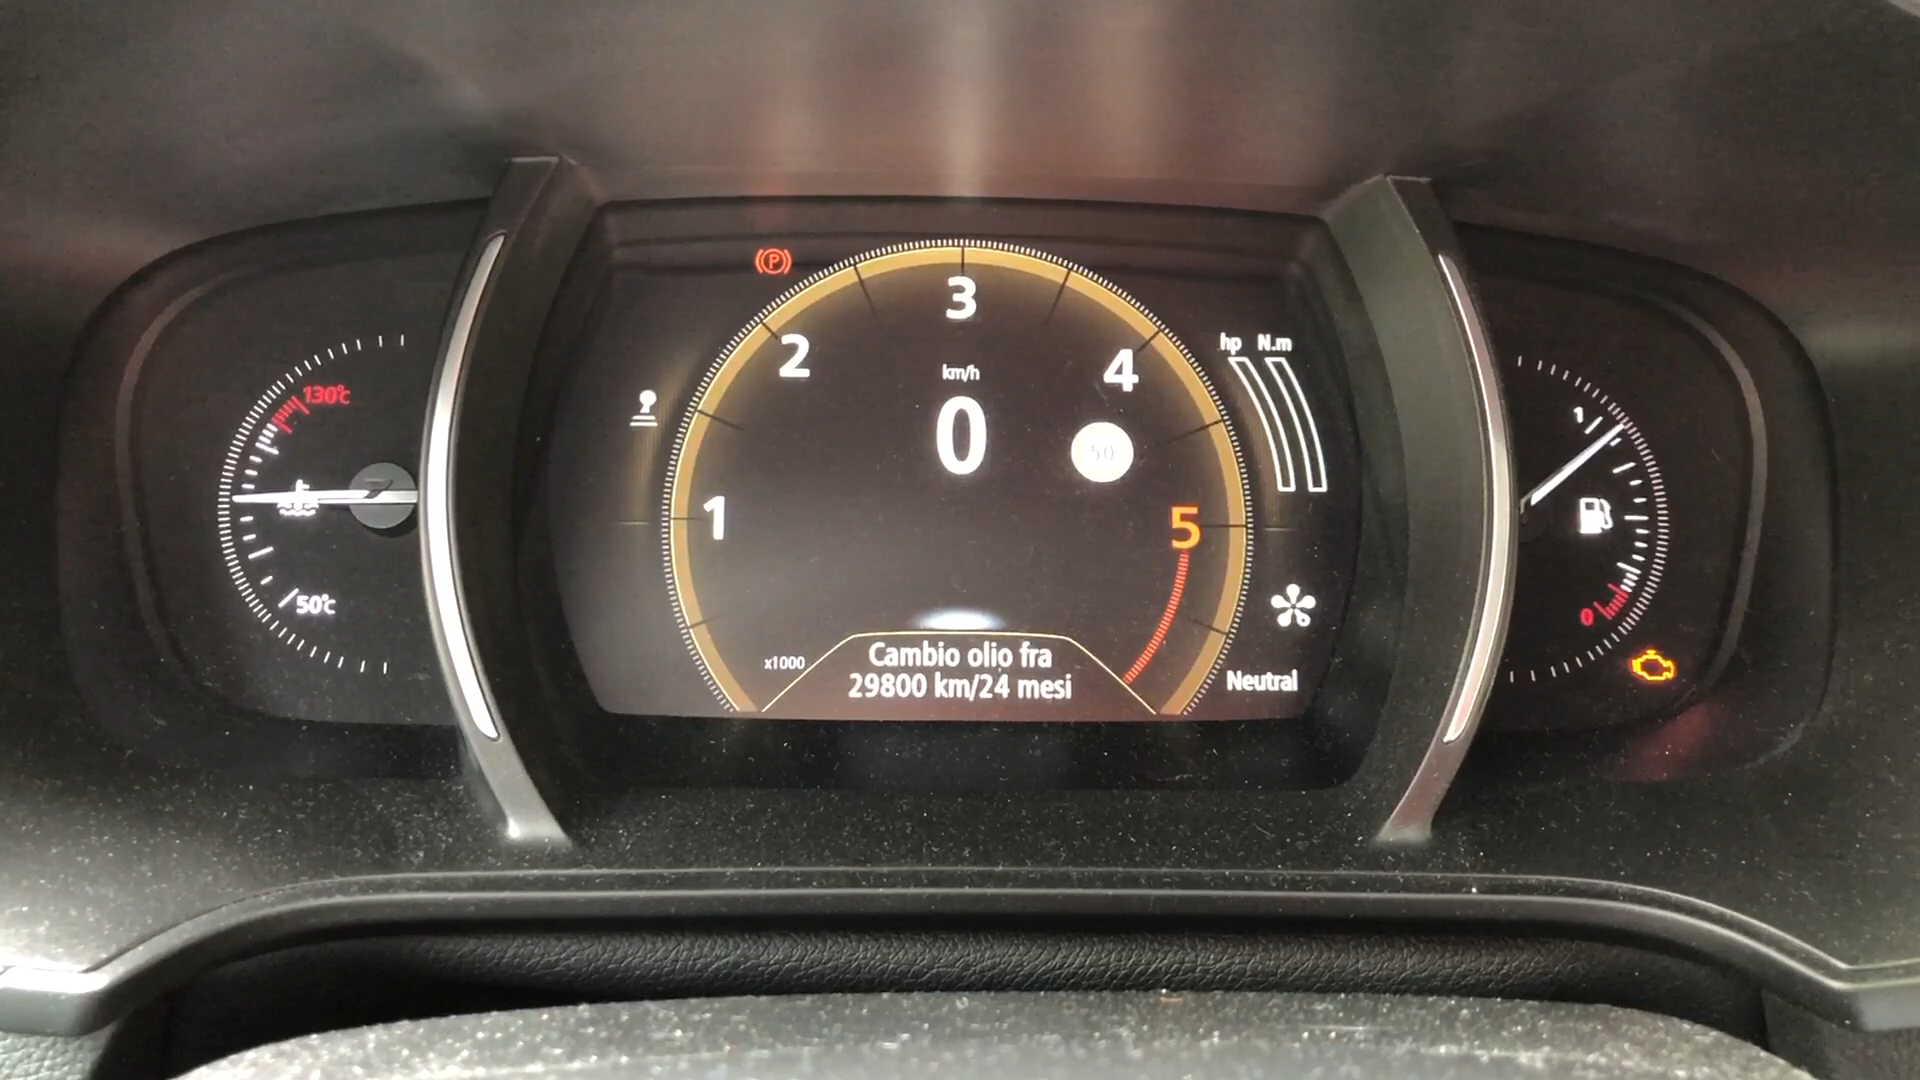 P
130°C
50°C
1
2
3
4
5
km/h
0
50
x1000
hp N.m
Cambio olio fra
29800 km/24 mesi
Neutral
1
0